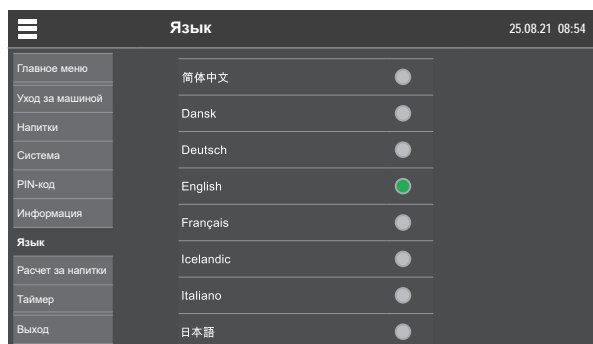 Язык
25.08.21 08:54
Главное меню
Уход за машиной
Напитки
Система
PIN-код
Информация
Язык
Расчет за напитки
Таймер
Выход
简体中文
Dansk
Deutsch
English
Français
Icelandic
Italiano
日本語